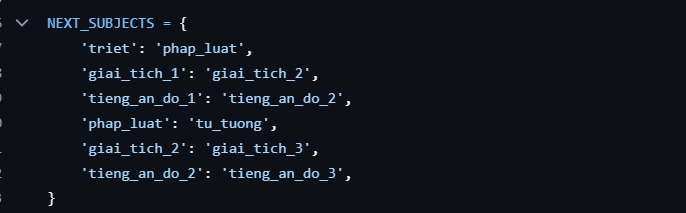 NEXT_SUBJECTS = {
    'triet': 'phap_luat',
    'giai_tich_1': 'giai_tich_2',
    'tieng_an_do_1': 'tieng_an_do_2',
    'phap_luat': 'tu_tuong',
    'giai_tich_2': 'giai_tich_3',
    'tieng_an_do_2': 'tieng_an_do_3',
}